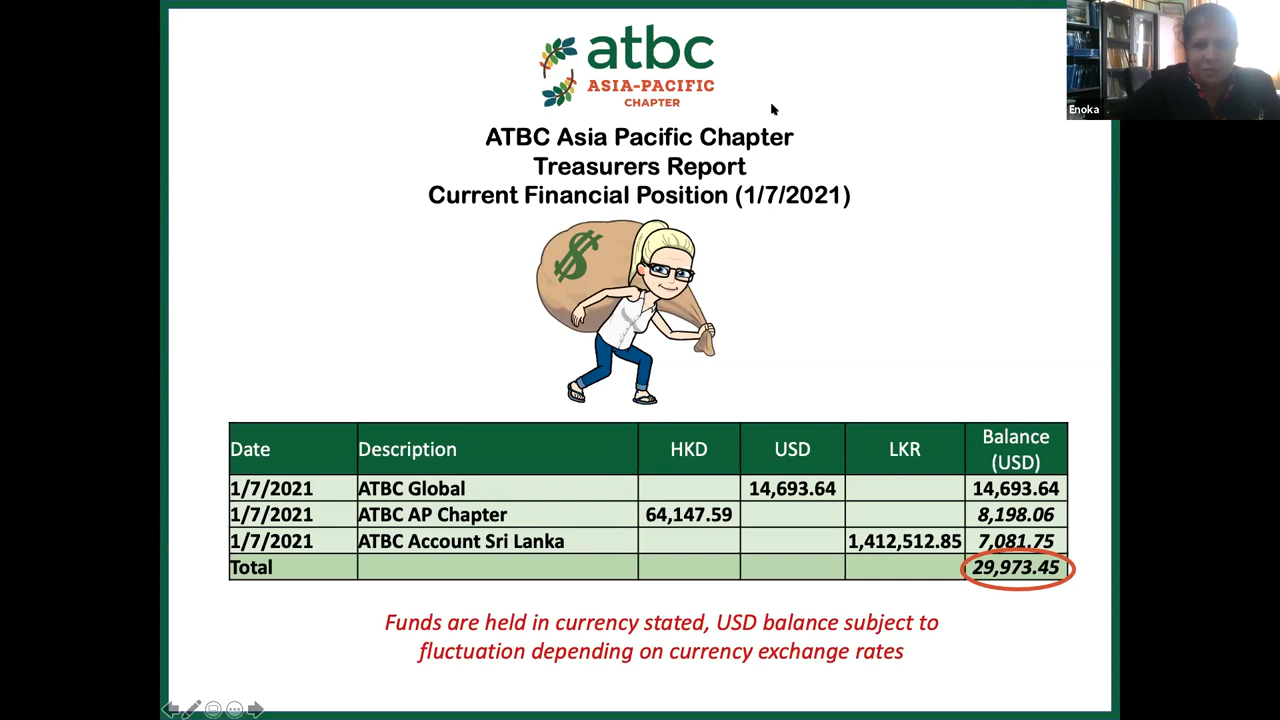 atbc
ASIA-PACIFIC
CHAPTER
Enoka
ATBC Asia Pacific Chapter
Treasurers Report
Current Financial Position (1/7/2021)
$
Date Description HKD USD LKR Balance (USD)
1/7/2021 ATBC Global 14,693.64 14,693.64
1/7/2021 ATBC AP Chapter 64,147.59 8,198.06
1/7/2021 ATBC Account Sri Lanka 1,412,512.85 7,081.75
Total 29,973.45
Funds are held in currency stated, USD balance subject to
fluctuation depending on currency exchange rates